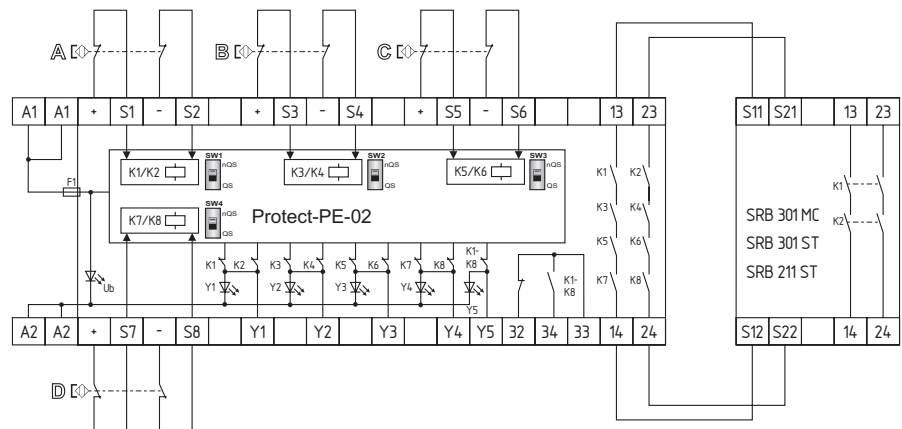 A B C
A1 A1 + S1 - S2 + S3 - S4 + S5 - S6 13 23
S11 S21 13 23
F1
K1/K2 SW1 nQS QS
K3/K4 SW2 nQS QS
K5/K6 SW3 nQS QS
K7/K8 SW4 nQS QS
Protect-PE-02
K1 K2
K3 K4
K5 K6
K7 K8
K1
K2
SRB 301 MC
SRB 301 ST
SRB 211 ST
K1 K2 K3 K4 K5 K6 K7 K8 K1-
K8
K1-
K8
Ub Y1 Y2 Y3 Y4 Y5
A2 A2 + S7 - S8 Y1 Y2 Y3 Y4 Y5 32 34 33 14 24
S12 S22 14 24
D